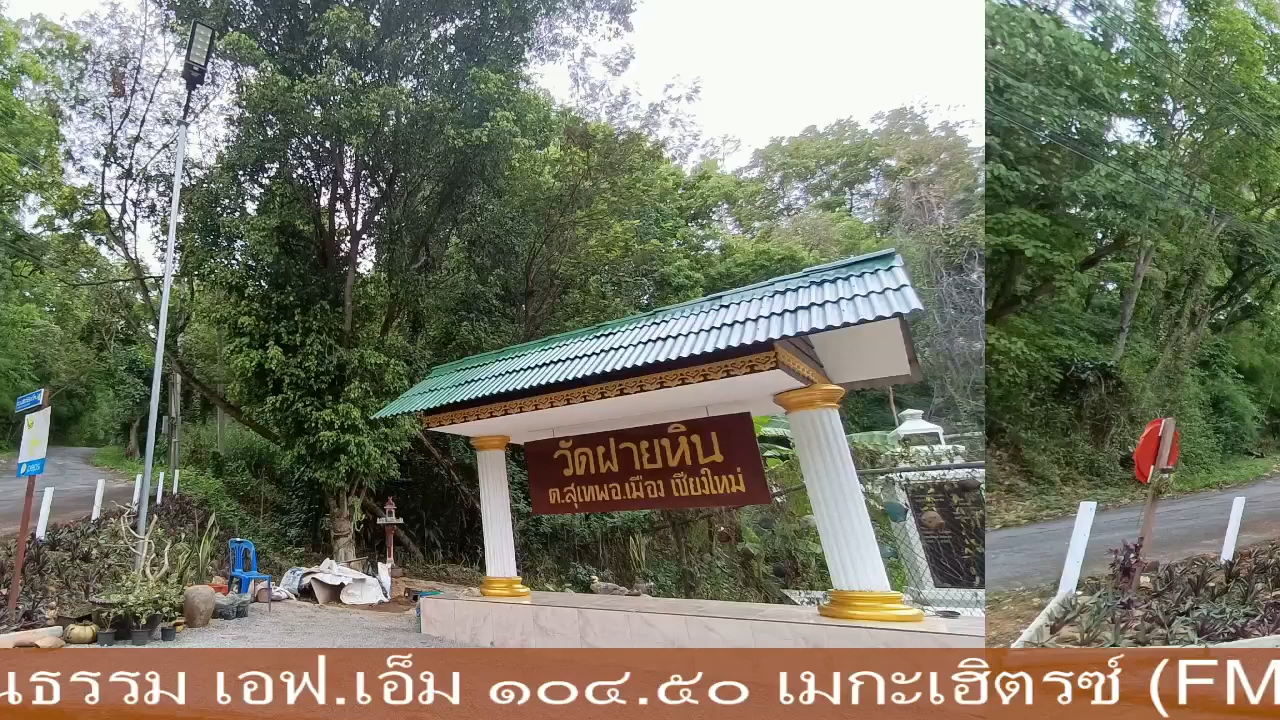 วัดฝายหิน
ต.สุเทพอ.เมือง เชียงใหม่
นธรรม เอฟ.เอ็ม ๑๐๔.๕๐ เมกะเฮิตรซ์ (FM